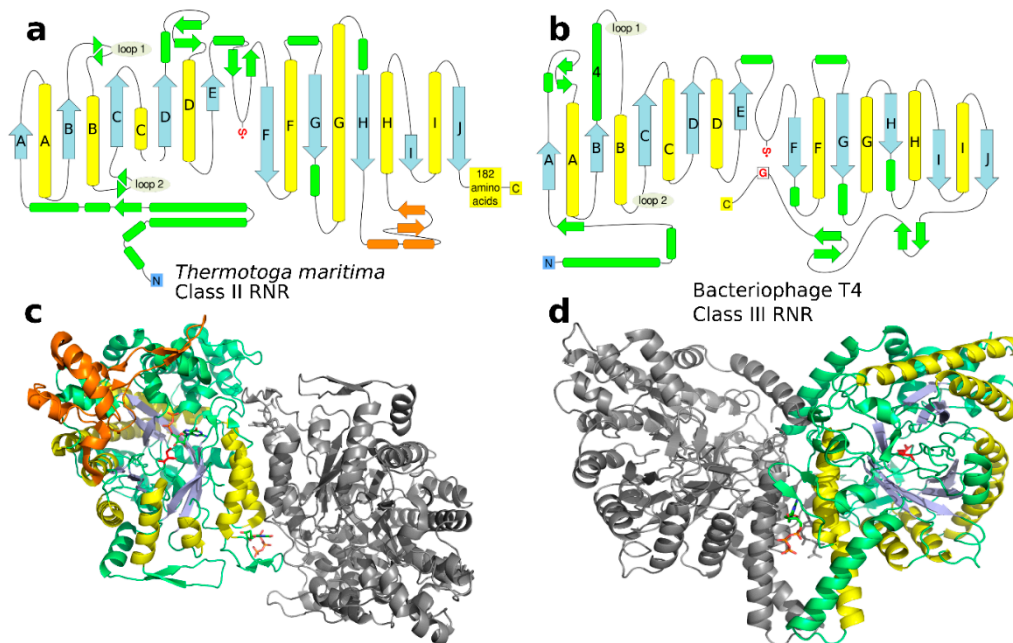 a
b
loop 1
loop 2
A
A
B
B
C
C
D
D
E
S•
F
F
G
G
H
H
I
I
J
182
amino
acids
C
N
Thermotoga maritima
Class II RNR
4
loop 1
loop 2
A
A
B
B
C
C
D
D
E
S•
G
C
F
F
G
G
H
H
I
I
J
N
Bacteriophage T4
Class III RNR
c
d